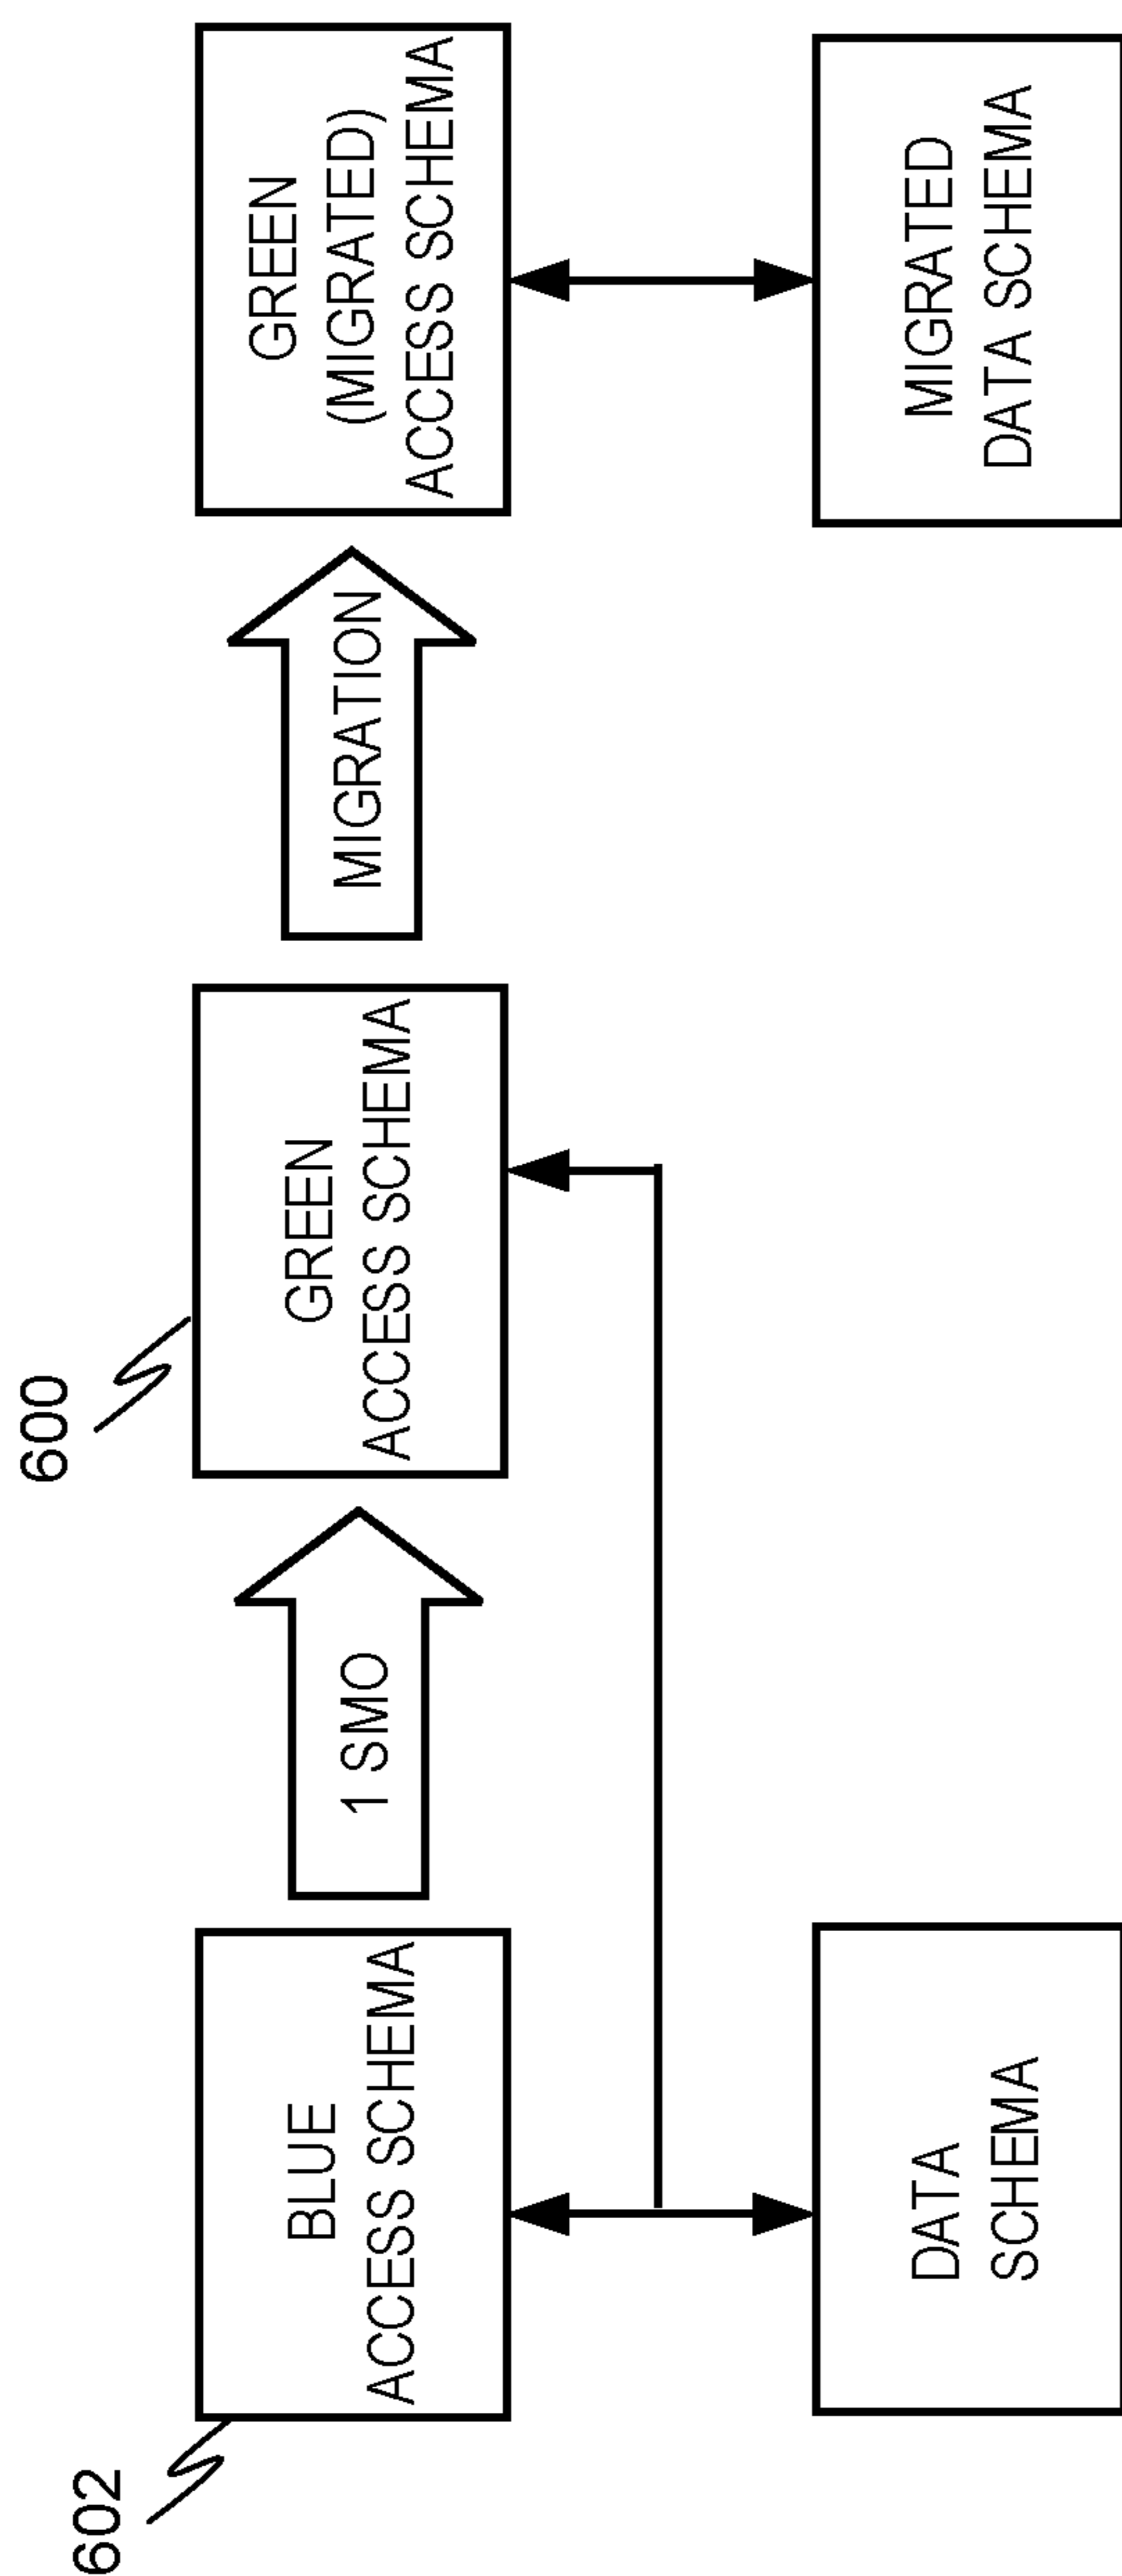 602
BLUE
ACCESS SCHEMA
1 SMO
600
GREEN
ACCESS SCHEMA
MIGRATION
GREEN
(MIGRATED)
ACCESS SCHEMA
DATA
SCHEMA
MIGRATED
DATA SCHEMA